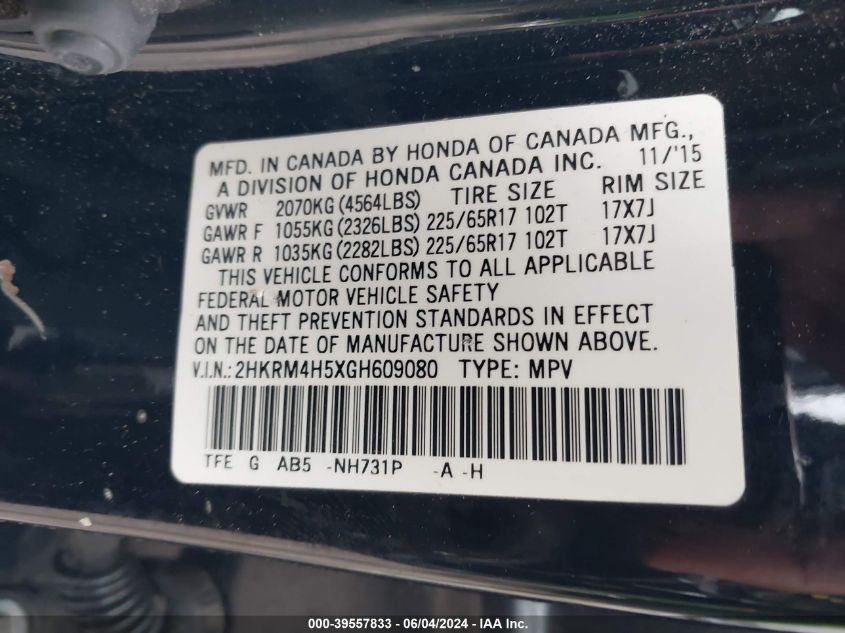 MFD. IN CANADA BY HONDA OF CANADA MFG.,
A DIVISION OF HONDA CANADA INC. 11/'15
GVWR 2070KG (4564LBS) TIRE SIZE RIM SIZE
GAWR F 1055KG (2326LBS) 225/65R17 102T 17X7J
GAWR R 1035KG (2282LBS) 225/65R17 102T 17X7J
THIS VEHICLE CONFORMS TO ALL APPLICABLE
FEDERAL MOTOR VEHICLE SAFETY
AND THEFT PREVENTION STANDARDS IN EFFECT
ON THE DATE OF MANUFACTURE SHOWN ABOVE.
V.I.N.: 2HKRM4H5XGH609080 TYPE: MPV
TFE G AB5 -NH731P -A -H
000-39557833 - 06/04/2024 - IAA Inc.